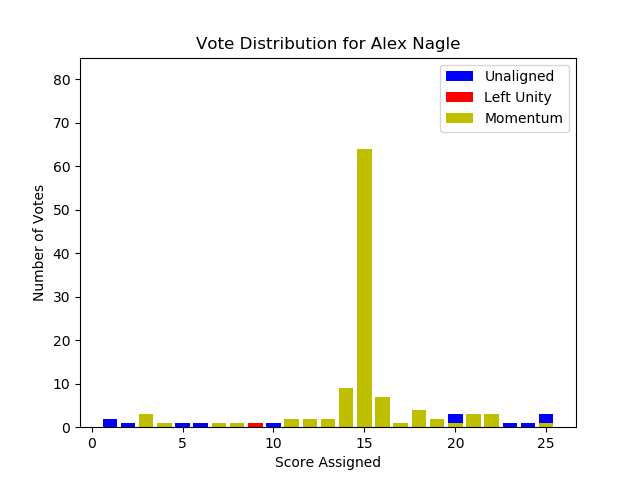 Vote Distribution for Alex Nagle
Unaligned
Left Unity
Momentum
80
70
60
50
40
30
20
10
0
Number of Votes
0 5 10 15 20 25
Score Assigned